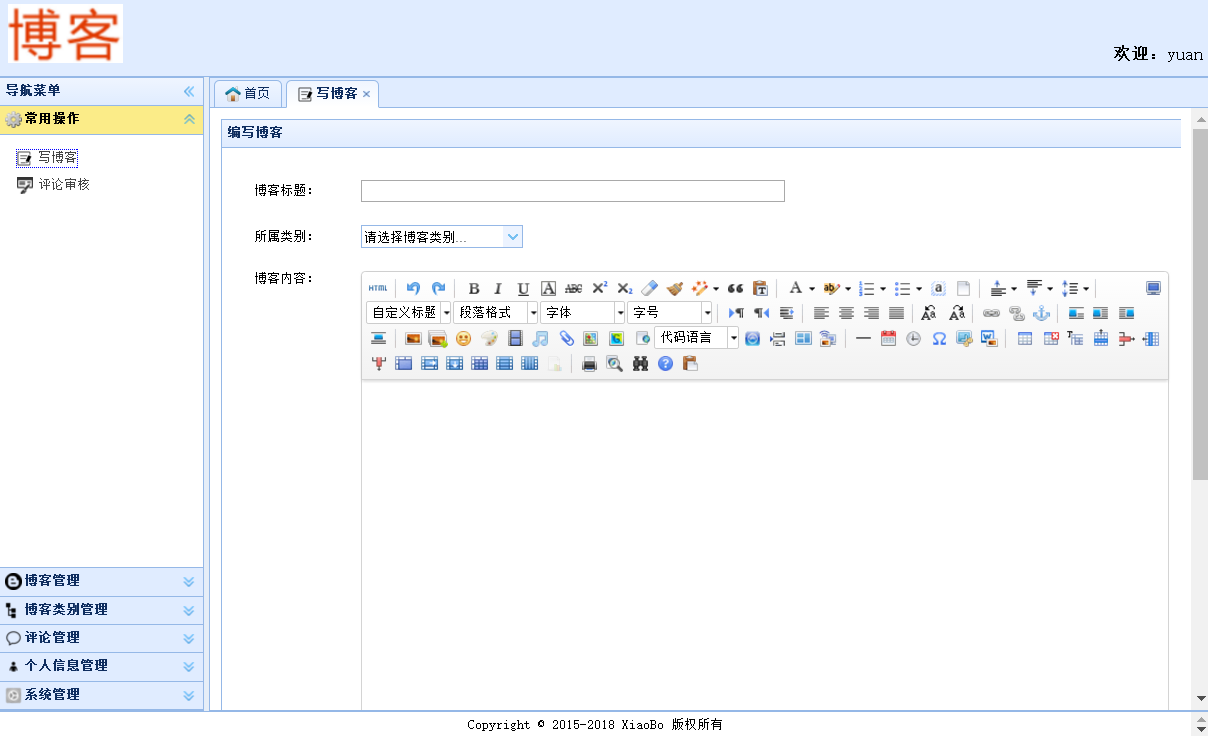 博客
欢迎：yuan
导航菜单
首页
写博客
常用操作
编写博客
写博客
评论审核
博客标题：
所属类别：
请选择博客类别...
博客内容：
HTML
B I U A ABC X² X₂ A ab a
自定义标题 段落格式 字体 字号
代码语言
博客管理
博客类别管理
评论管理
个人信息管理
系统管理
Copyright © 2015-2018 XiaoBo 版权所有